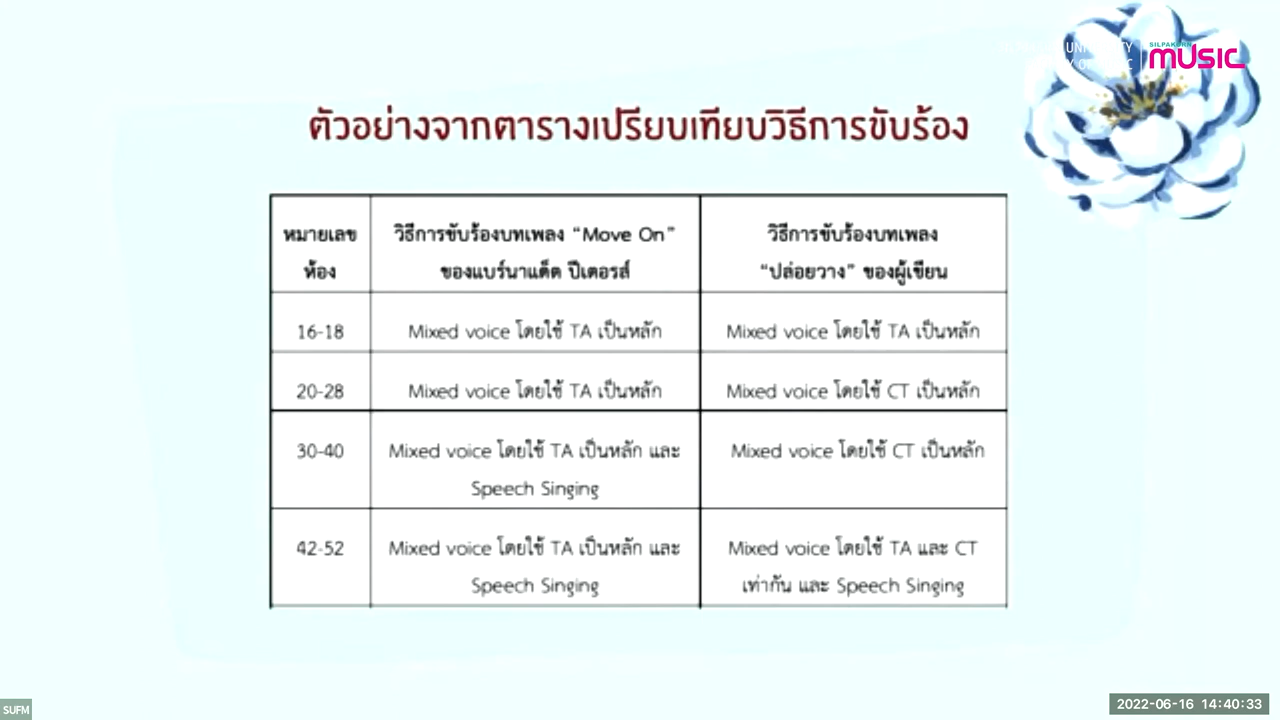 UNIVERSITY
SILPAKORN
MUSIC
ตัวอย่างจากตารางเปรียบเทียบวิธีการขับร้อง
หมายเลข
ห้อง
วิธีการขับร้องบทเพลง “Move On”
ของแบร์นาแด็ต ปีเตอรส์
วิธีการขับร้องบทเพลง
“ปล่อยวาง” ของผู้เขียน
16-18
Mixed voice โดยใช้ TA เป็นหลัก
Mixed voice โดยใช้ TA เป็นหลัก
20-28
Mixed voice โดยใช้ TA เป็นหลัก
Mixed voice โดยใช้ CT เป็นหลัก
30-40
Mixed voice โดยใช้ TA เป็นหลัก และ
Speech Singing
Mixed voice โดยใช้ CT เป็นหลัก
42-52
Mixed voice โดยใช้ TA เป็นหลัก และ
Speech Singing
Mixed voice โดยใช้ TA และ CT
เท่ากัน และ Speech Singing
SUFM
2022-06-16 14:40:33